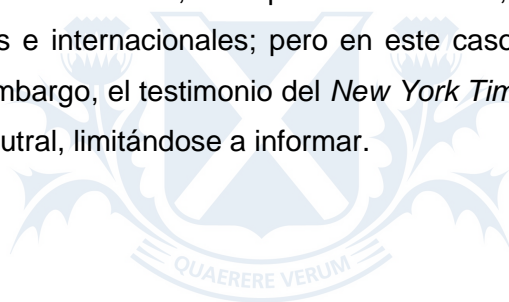 s e internacionales; pero en este caso
mbargo, el testimonio del New York Tim
utral, limitándose a informar.
QUAERERE VERUM